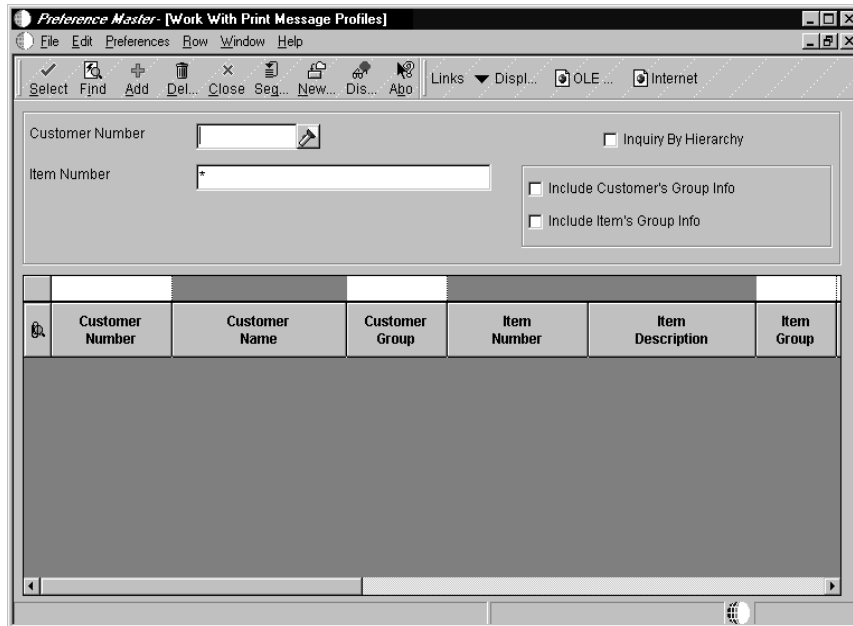 Preference Master - [Work With Print Message Profiles]
File Edit Preferences Row Window Help
Select Find Add Del... Close Seq... New... Dis... Abo Links Displ... OLE ... Internet
Customer Number
Inquiry By Hierarchy
Item Number *
Include Customer's Group Info
Include Item's Group Info
Customer Number Customer Name Customer Group Item Number Item Description Item Group